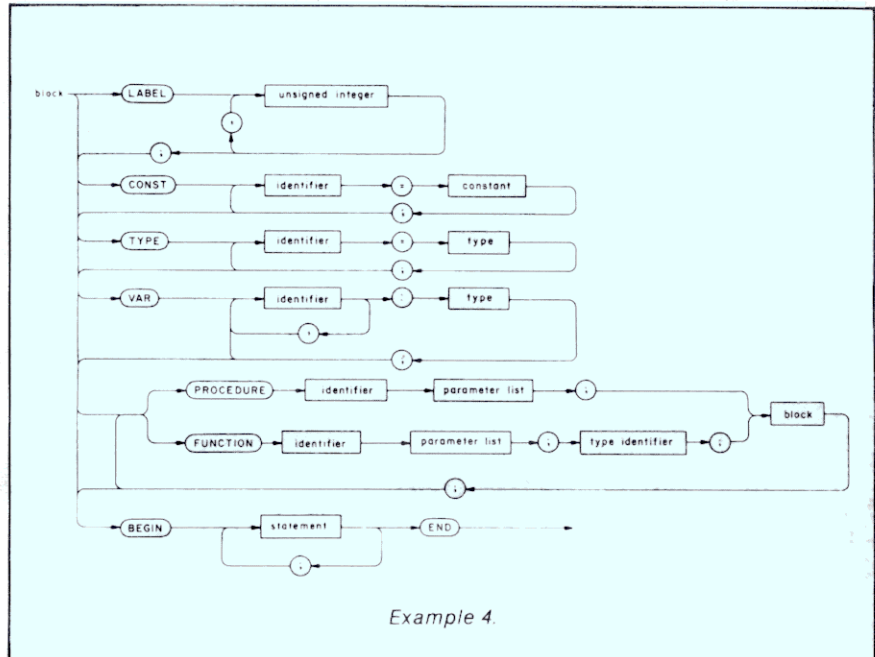 block LABEL unsigned integer
,
;
CONST identifier = constant
;
TYPE identifier = type
;
VAR identifier : type
,
;
PROCEDURE identifier parameter list ;
block
FUNCTION identifier parameter list : type identifier ;
;
BEGIN statement END
;
Example 4.